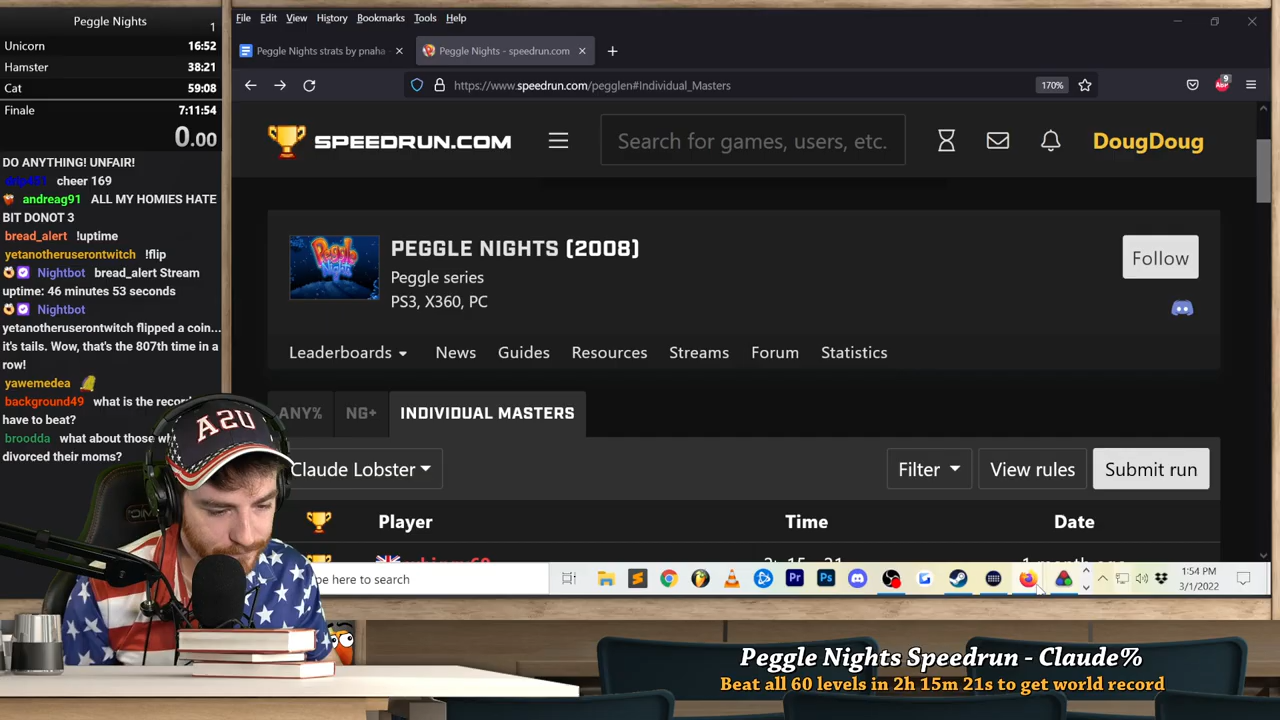 Peggle Nights
1
Unicorn 16:52
Hamster 38:21
Cat 59:08
Finale 7:11:54
0.00
DO ANYTHING! UNFAIR!
cheer 169
andreag91 ALL MY HOMIES HATE
BIT DONOT 3
bread_alert !uptime
yetanotheruserontwitch !flip
Nightbot bread_alert Stream
uptime: 46 minutes 53 seconds
Nightbot
yetanotheruserontwitch flipped a coin...
it's tails. Wow, that's the 807th time in a
row!
yawemedea
background49 what is the recor
have to beat?
broodda what about those w
divorced their moms?
File Edit View History Bookmarks Tools Help
Peggle Nights strats by pnaha
Peggle Nights - speedrun.com
https://www.speedrun.com/pegglen#Individual_Masters
170%
9
SPEEDRUN.COM
Search for games, users, etc.
DougDoug
PEGGLE NIGHTS (2008)
Peggle series
PS3, X360, PC
Follow
Leaderboards News Guides Resources Streams Forum Statistics
ANY% NG+ INDIVIDUAL MASTERS
Claude Lobster
Filter
View rules
Submit run
Player Time Date
1 month ago
pe here to search
Pr
Ps
1:54 PM
3/1/2022
USA
Peggle Nights Speedrun - Claude%
Beat all 60 levels in 2h 15m 21s to get world record